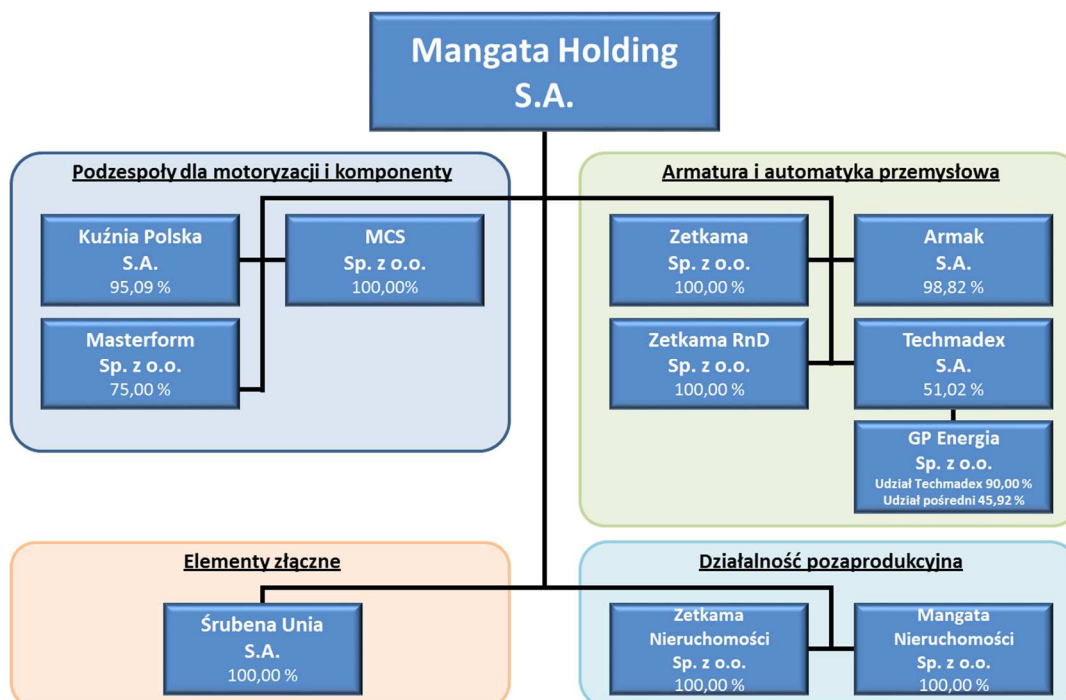 Mangata Holding
S.A.
Podzespoły dla motoryzacji i komponenty
Kuźnia Polska
S.A.
95,09 %
MCS
Sp. z o.o.
100,00%
Masterform
Sp. z o.o.
75,00 %
Armatura i automatyka przemysłowa
Zetkama
Sp. z o.o.
100,00 %
Armak
S.A.
98,82 %
Zetkama RnD
Sp. z o.o.
100,00 %
Techmadex
S.A.
51,02 %
GP Energia
Sp. z o.o.
Udział Techmadex 90,00 %
Udział pośredni 45,92 %
Elementy złączne
Śrubena Unia
S.A.
100,00 %
Działalność pozaprodukcyjna
Zetkama
Nieruchomości
Sp. z o.o.
100,00 %
Mangata
Nieruchomości
Sp. z o.o.
100,00 %